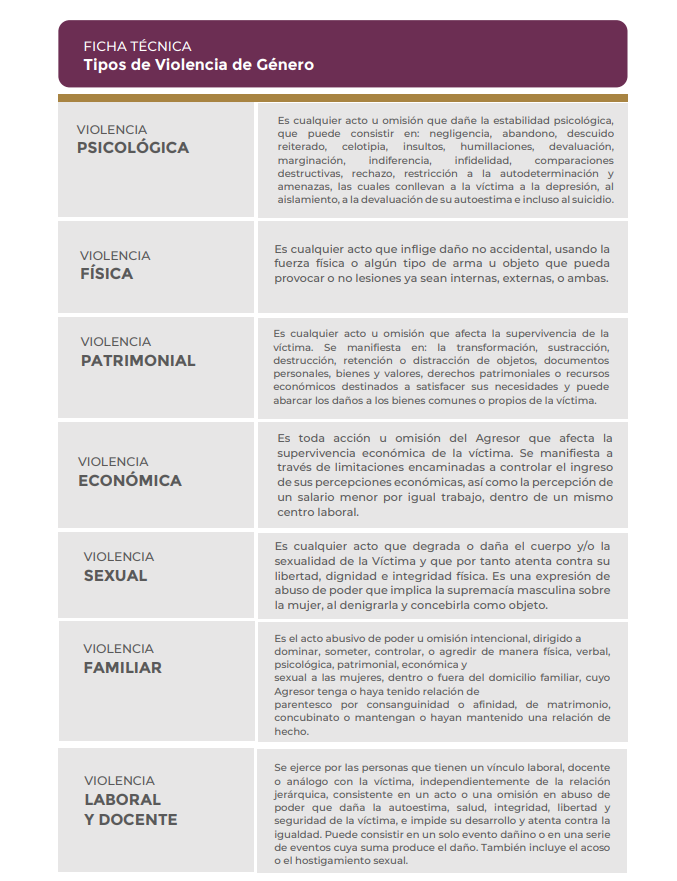 FICHA TÉCNICA
Tipos de Violencia de Género
VIOLENCIA
PSICOLÓGICA
Es cualquier acto u omisión que dañe la estabilidad psicológica,
que puede consistir en: negligencia, abandono, descuido
reiterado, celotipia, insultos, humillaciones, devaluación,
marginación, indiferencia, infidelidad, comparaciones
destructivas, rechazo, restricción a la autodeterminación y
amenazas, las cuales conllevan a la víctima a la depresión, al
aislamiento, a la devaluación de su autoestima e incluso al suicidio.
VIOLENCIA
FÍSICA
Es cualquier acto que inflige daño no accidental, usando la
fuerza física o algún tipo de arma u objeto que pueda
provocar o no lesiones ya sean internas, externas, o ambas.
VIOLENCIA
PATRIMONIAL
Es cualquier acto u omisión que afecta la supervivencia de la
víctima. Se manifiesta en: la transformación, sustracción,
destrucción, retención o distracción de objetos, documentos
personales, bienes y valores, derechos patrimoniales o recursos
económicos destinados a satisfacer sus necesidades y puede
abarcar los daños a los bienes comunes o propios de la víctima.
VIOLENCIA
ECONÓMICA
Es toda acción u omisión del Agresor que afecta la
supervivencia económica de la víctima. Se manifiesta a
través de limitaciones encaminadas a controlar el ingreso
de sus percepciones económicas, así como la percepción de
un salario menor por igual trabajo, dentro de un mismo
centro laboral.
VIOLENCIA
SEXUAL
Es cualquier acto que degrada o daña el cuerpo y/o la
sexualidad de la Víctima y que por tanto atenta contra su
libertad, dignidad e integridad física. Es una expresión de
abuso de poder que implica la supremacía masculina sobre
la mujer, al denigrarla y concebirla como objeto.
VIOLENCIA
FAMILIAR
Es el acto abusivo de poder u omisión intencional, dirigido a
dominar, someter, controlar, o agredir de manera física, verbal,
psicológica, patrimonial, económica y
sexual a las mujeres, dentro o fuera del domicilio familiar, cuyo
Agresor tenga o haya tenido relación de
parentesco por consanguinidad o afinidad, de matrimonio,
concubinato o mantengan o hayan mantenido una relación de
hecho.
VIOLENCIA
LABORAL
Y DOCENTE
Se ejerce por las personas que tienen un vínculo laboral, docente
o análogo con la víctima, independientemente de la relación
jerárquica, consistente en un acto o una omisión en abuso de
poder que daña la autoestima, salud, integridad, libertad y
seguridad de la víctima, e impide su desarrollo y atenta contra la
igualdad. Puede consistir en un solo evento dañino o en una serie
de eventos cuya suma produce el daño. También incluye el acoso
o el hostigamiento sexual.